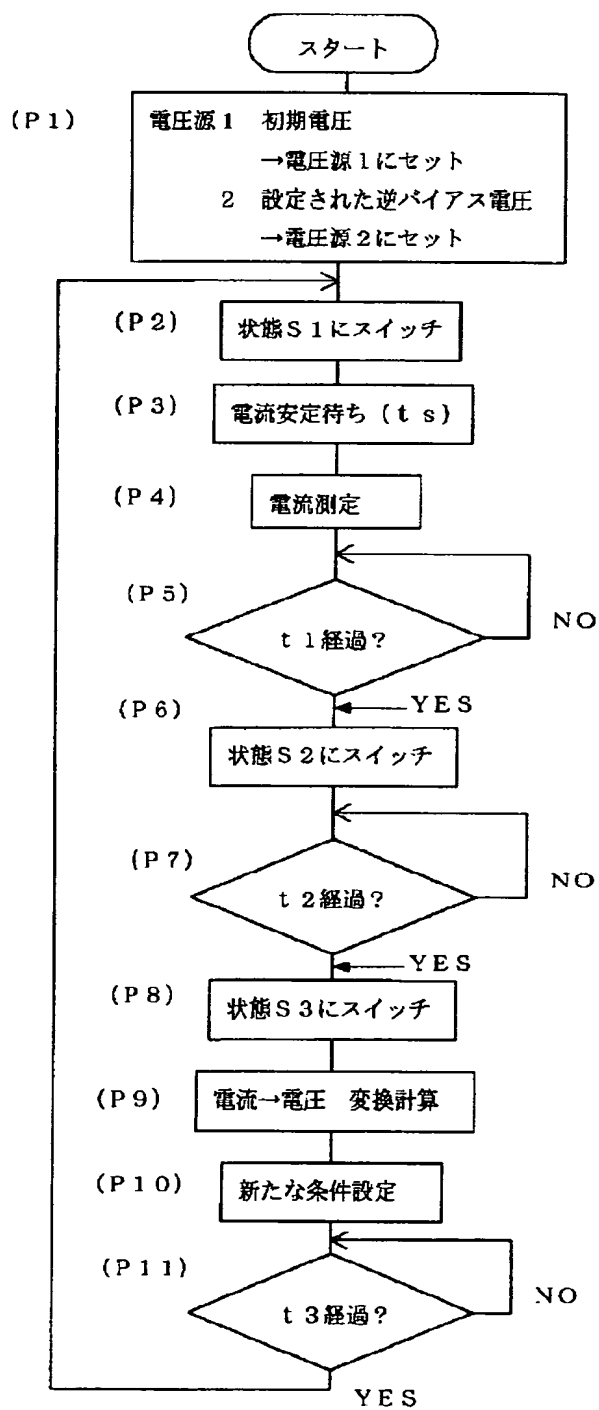 スタート
(P1)
電圧源1 初期電圧
→電圧源1にセット
2 設定された逆バイアス電圧
→電圧源2にセット
(P2)
状態S1にスイッチ
(P3)
電流安定待ち(ts)
(P4)
電流測定
(P5)
t1経過?
NO
YES
(P6)
状態S2にスイッチ
(P7)
t2経過?
NO
YES
(P8)
状態S3にスイッチ
(P9)
電流→電圧 変換計算
(P10)
新たな条件設定
(P11)
t3経過?
NO
YES